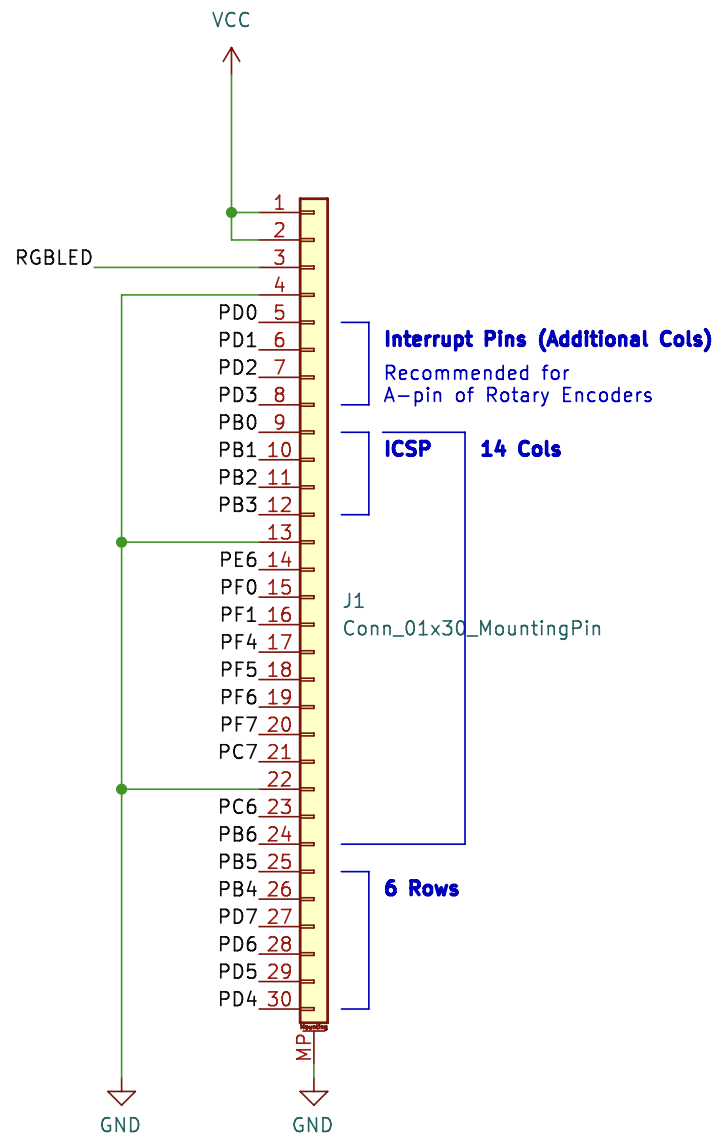 VCC
1
2
RGBLED 3
4
PD0 5
PD1 6
Interrupt Pins (Additional Cols)
PD2 7
Recommended for
PD3 8
A-pin of Rotary Encoders
PB0 9
PB1 10
ICSP 14 Cols
PB2 11
PB3 12
13
PE6 14
PF0 15
J1
PF1 16
Conn_01x30_MountingPin
PF4 17
PF5 18
PF6 19
PF7 20
PC7 21
22
PC6 23
PB6 24
PB5 25
PB4 26
6 Rows
PD7 27
PD6 28
PD5 29
PD4 30
Mounting
MP
GND GND